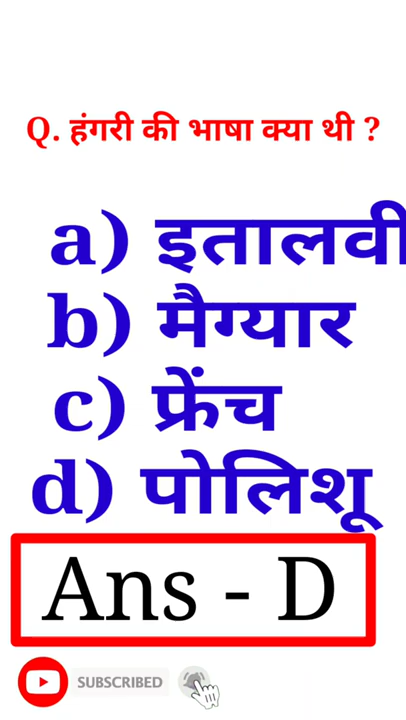 Q. हंगरी की भाषा क्या थी ?
a) इतालवी
b) मैग्यार
c) फ्रेंच
d) पोलिशू
Ans - D
SUBSCRIBED